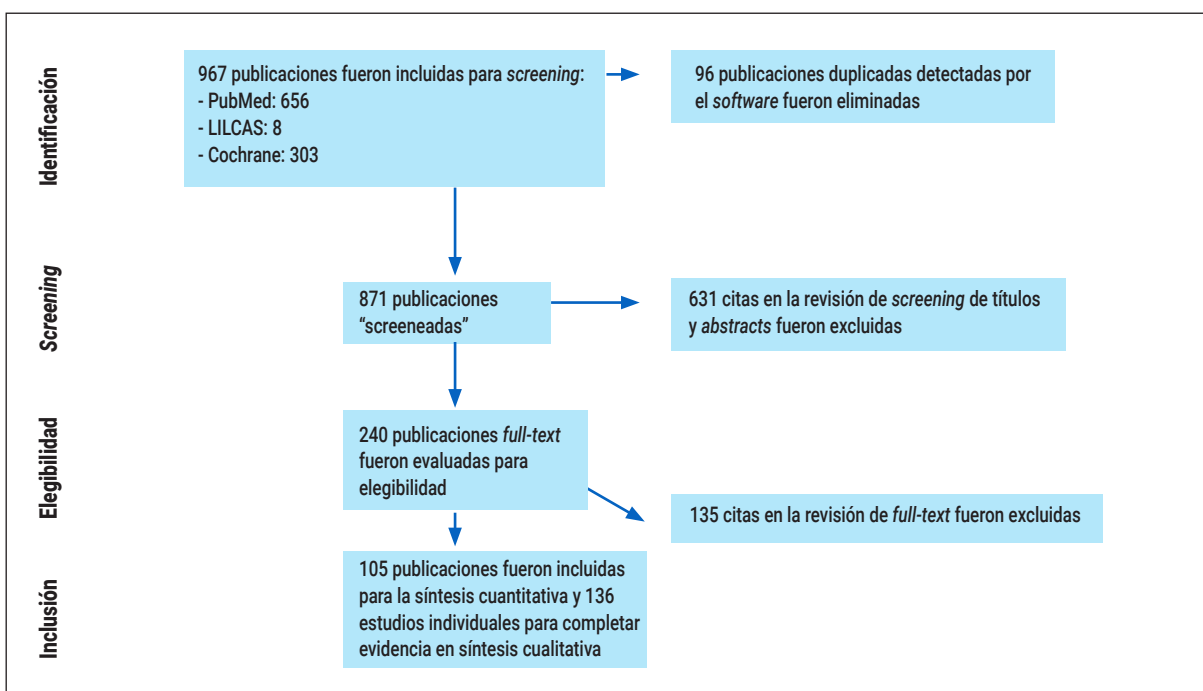 Identificación
967 publicaciones fueron incluidas para screening:
- PubMed: 656
- LILCAS: 8
- Cochrane: 303
96 publicaciones duplicadas detectadas por
el software fueron eliminadas
Screening
871 publicaciones
“screeneadas”
631 citas en la revisión de screening de títulos
y abstracts fueron excluidas
Elegibilidad
240 publicaciones full-text
fueron evaluadas para
elegibilidad
135 citas en la revisión de full-text fueron excluidas
Inclusión
105 publicaciones fueron incluidas
para la síntesis cuantitativa y 136
estudios individuales para completar
evidencia en síntesis cualitativa